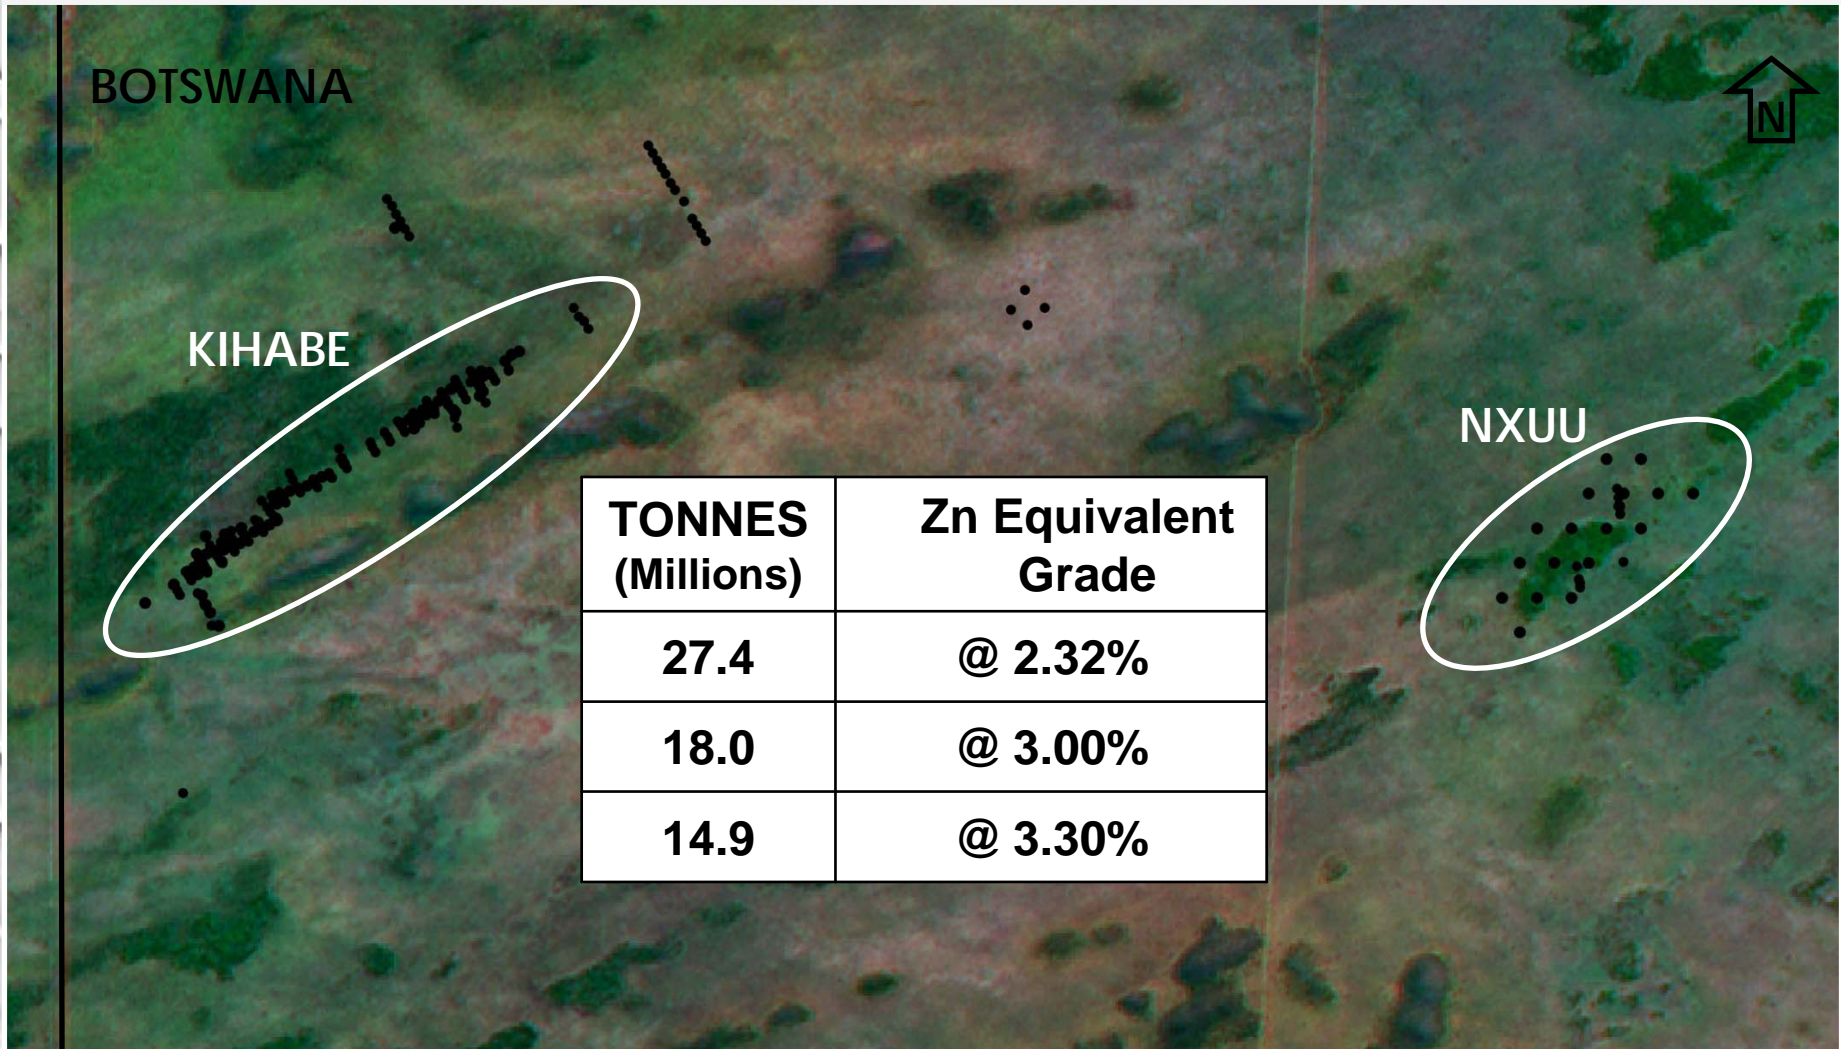 BOTSWANA
N
KIHABE
NXUU
TONNES
(Millions)
Zn Equivalent
Grade
27.4
@ 2.32%
18.0
@ 3.00%
14.9
@ 3.30%